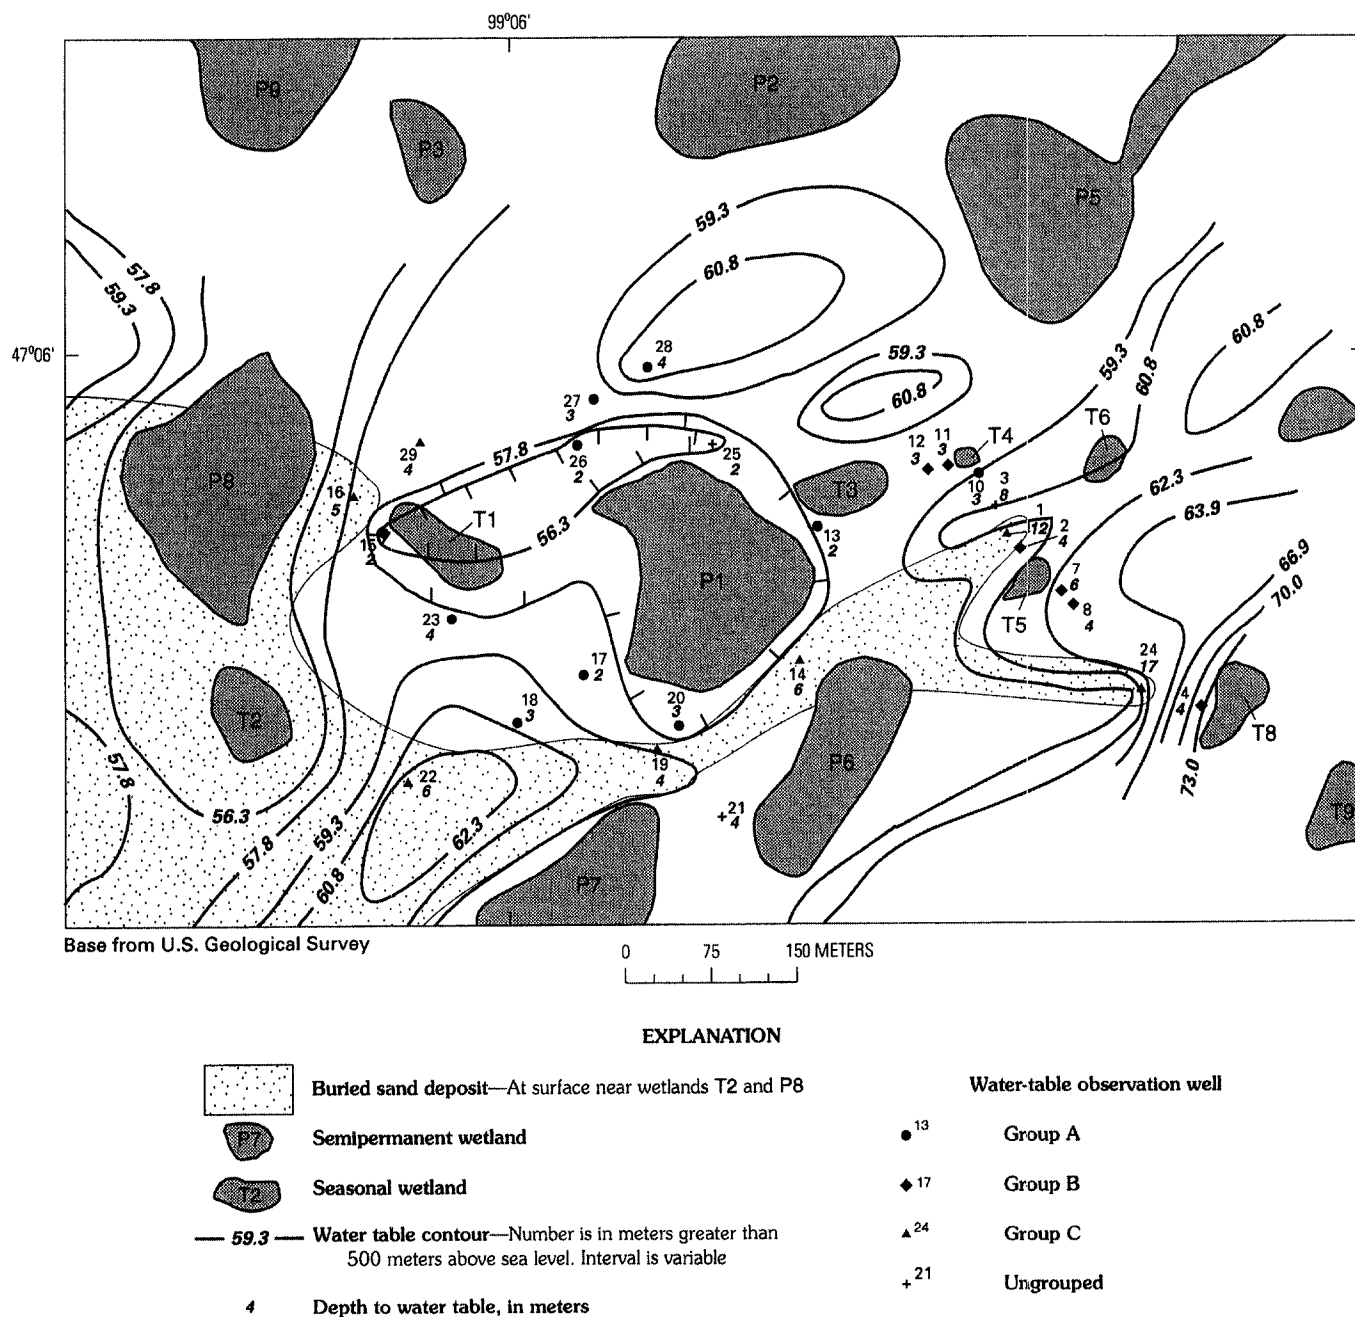 99°06'
P9
P2
P3
P5
59.3
57.8
59.3
60.8
47°06'
28
4
59.3
60.8
59.3
60.8
60.8
27
3
T6
T4
12
3
11
3
29
4
57.8
26
2
25
2
P8
16
5
T3
10
3
3
8
62.3
T1
56.3
1
12
2
4
63.9
15
2
13
2
66.9
P1
7
6
70.0
8
4
T5
23
4
24
17
17
2
14
6
T2
18
3
20
3
4
4
T8
57.8
19
4
P6
22
6
73.0
56.3
21
4
T9
59.3
62.3
57.8
60.8
P7
Base from U.S. Geological Survey
0 75 150 METERS
EXPLANATION
Buried sand deposit—At surface near wetlands T2 and P8
P7 Semipermanent wetland
T2 Seasonal wetland
59.3 Water table contour—Number is in meters greater than
500 meters above sea level. Interval is variable
4 Depth to water table, in meters
Water-table observation well
13 Group A
17 Group B
24 Group C
21 Ungrouped